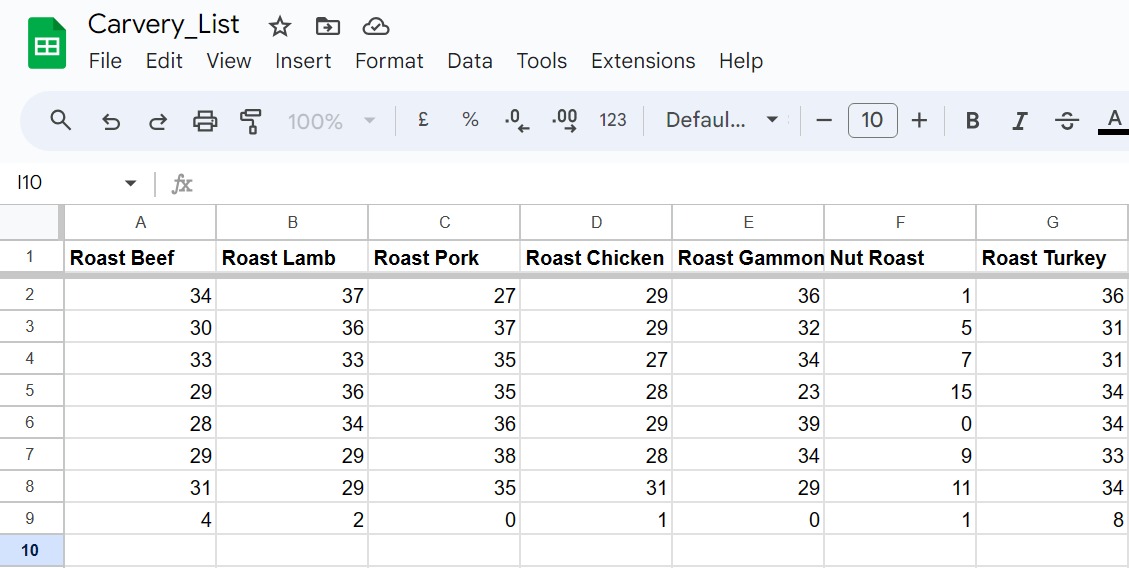 Carvery_List
File Edit View Insert Format Data Tools Extensions Help
100% £ % .0 .00 123 Defaul... − 10 + B I S A
I10 fx
A B C D E F G
1 Roast Beef Roast Lamb Roast Pork Roast Chicken Roast Gammon Nut Roast Roast Turkey
2 34 37 27 29 36 1 36
3 30 36 37 29 32 5 31
4 33 33 35 27 34 7 31
5 29 36 35 28 23 15 34
6 28 34 36 29 39 0 34
7 29 29 38 28 34 9 33
8 31 29 35 31 29 11 34
9 4 2 0 1 0 1 8
10